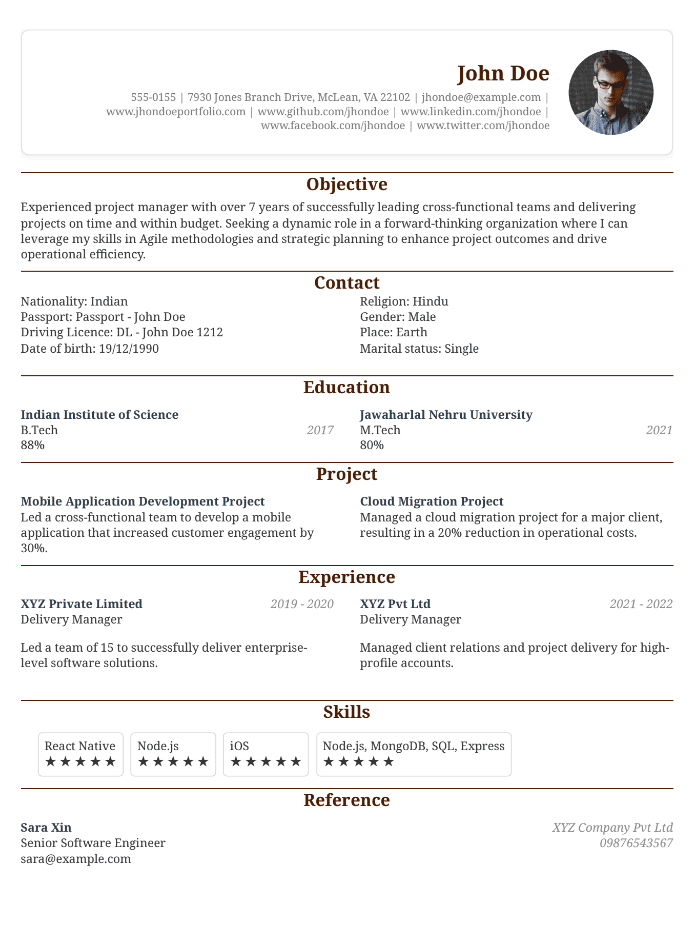 John Doe
555-0155 | 7930 Jones Branch Drive, McLean, VA 22102 | jhondoe@example.com |
www.jhondoeportfolio.com | www.github.com/jhondoe | www.linkedin.com/jhondoe |
www.facebook.com/jhondoe | www.twitter.com/jhondoe
Objective
Experienced project manager with over 7 years of successfully leading cross-functional teams and delivering
projects on time and within budget. Seeking a dynamic role in a forward-thinking organization where I can
leverage my skills in Agile methodologies and strategic planning to enhance project outcomes and drive
operational efficiency.
Contact
Nationality: Indian
Passport: Passport - John Doe
Driving Licence: DL - John Doe 1212
Date of birth: 19/12/1990
Religion: Hindu
Gender: Male
Place: Earth
Marital status: Single
Education
Indian Institute of Science
B.Tech 2017
88%
Jawaharlal Nehru University
M.Tech 2021
80%
Project
Mobile Application Development Project
Led a cross-functional team to develop a mobile
application that increased customer engagement by
30%.
Cloud Migration Project
Managed a cloud migration project for a major client,
resulting in a 20% reduction in operational costs.
Experience
XYZ Private Limited 2019 - 2020
Delivery Manager
Led a team of 15 to successfully deliver enterprise-
level software solutions.
XYZ Pvt Ltd 2021 - 2022
Delivery Manager
Managed client relations and project delivery for high-
profile accounts.
Skills
React Native
★★★★★
Node.js
★★★★★
iOS
★★★★★
Node.js, MongoDB, SQL, Express
★★★★★
Reference
Sara Xin XYZ Company Pvt Ltd
Senior Software Engineer 09876543567
sara@example.com